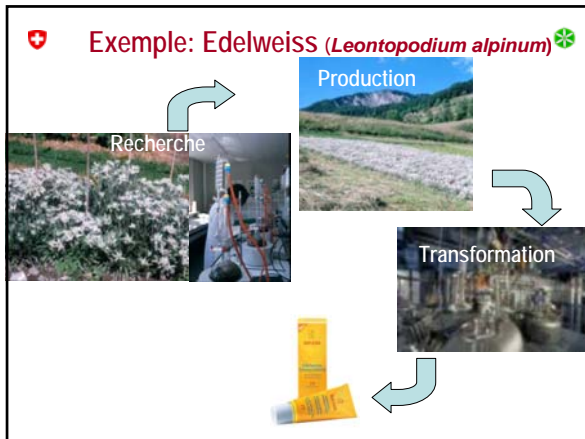 Exemple: Edelweiss (Leontopodium alpinum)
Production
Recherche
Transformation